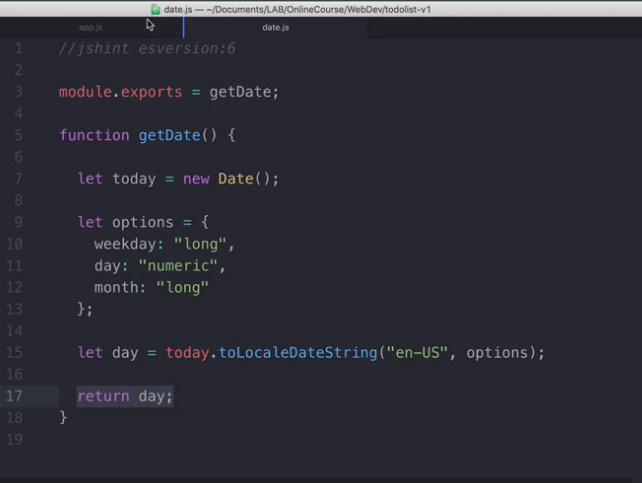 date.js — ~/Documents/LAB/OnlineCourse/WebDev/todolist-v1
app.js date.js
1 //jshint esversion:6
2
3 module.exports = getDate;
4
5 function getDate() {
6
7 let today = new Date();
8
9 let options = {
10 weekday: "long",
11 day: "numeric",
12 month: "long"
13 };
14
15 let day = today.toLocaleDateString("en-US", options);
16
17 return day;
18 }
19